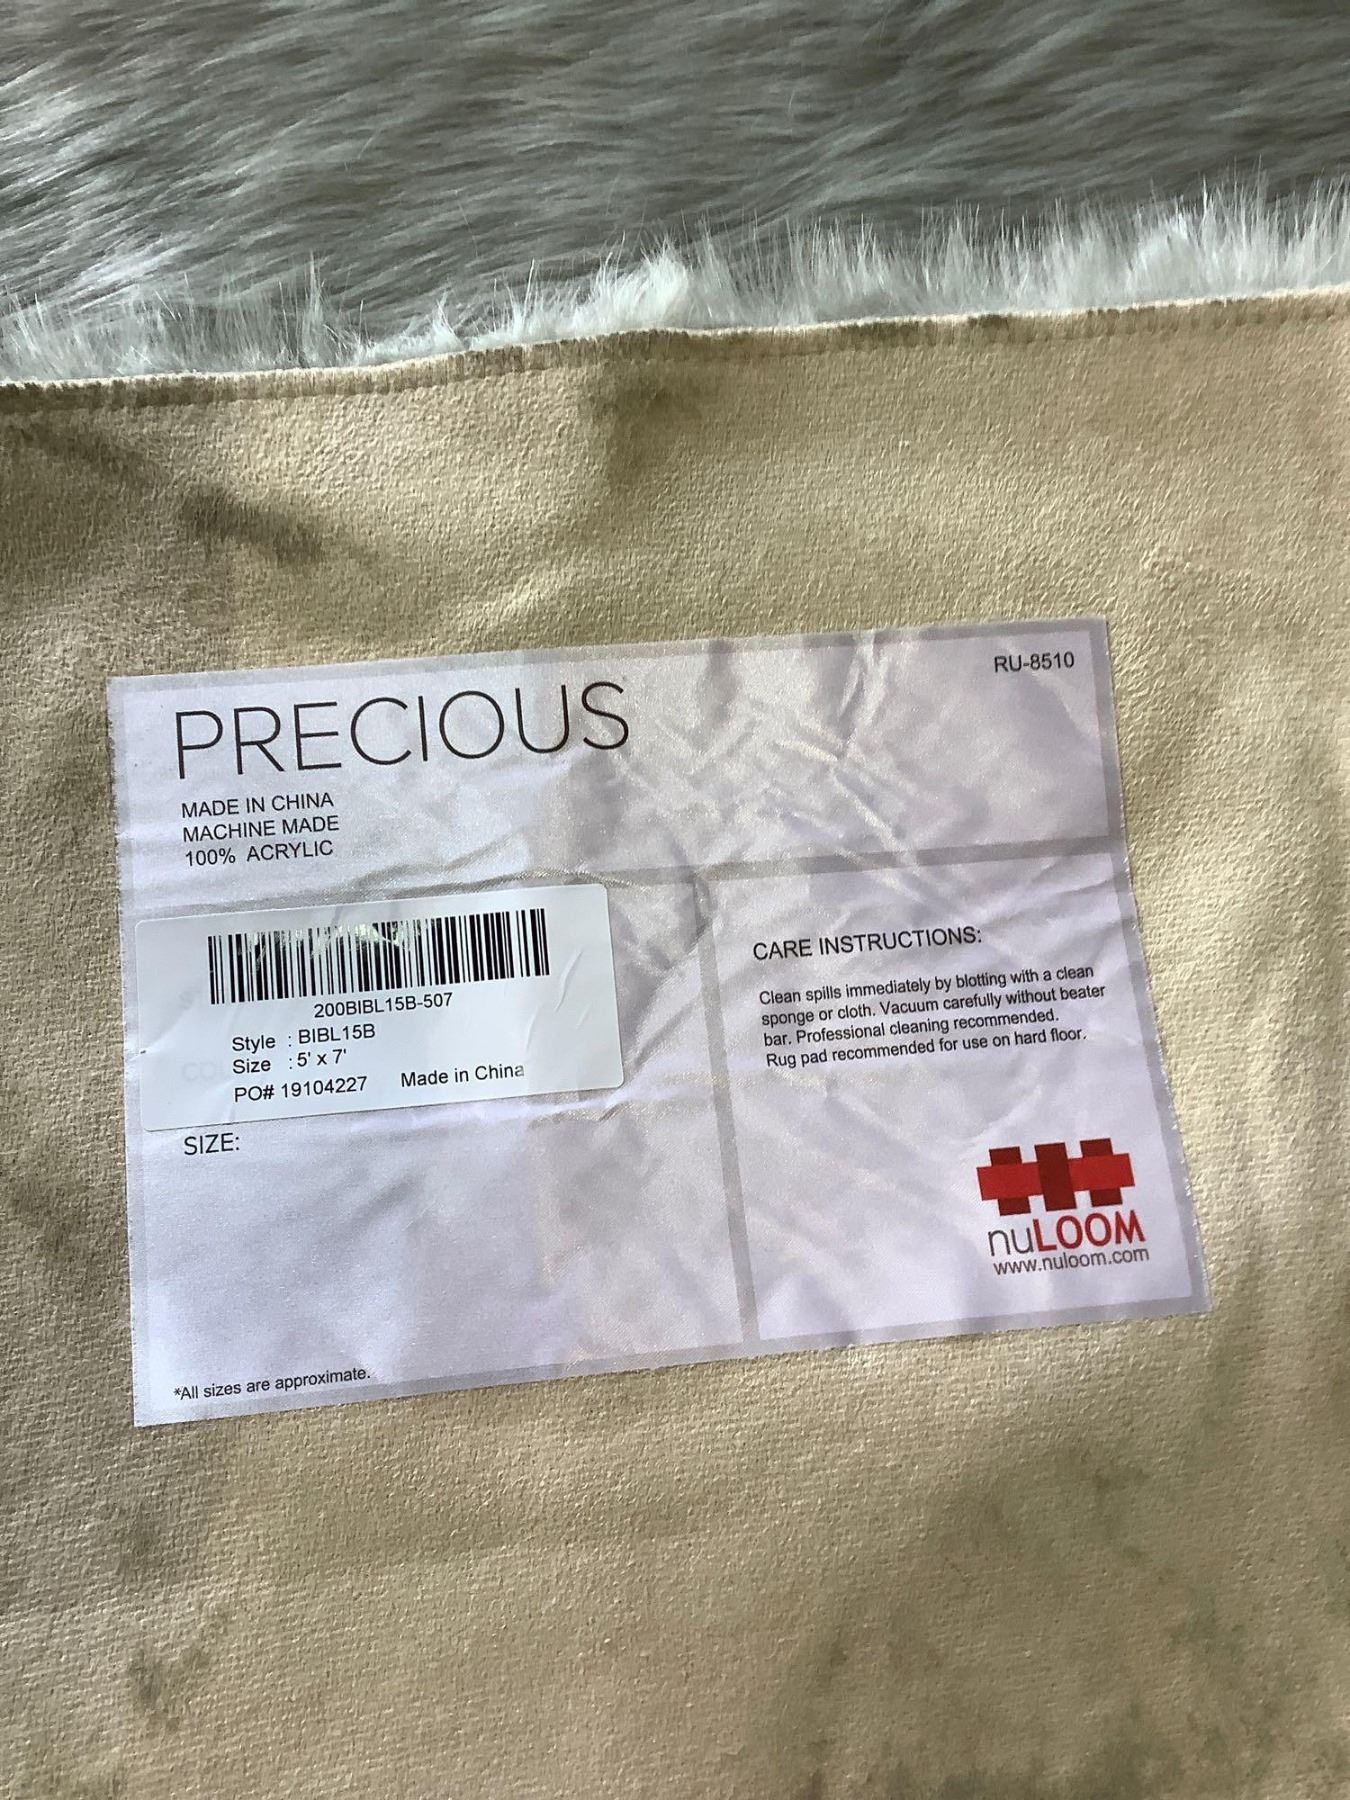 RU-8510
PRECIOUS
MADE IN CHINA
MACHINE MADE
100% ACRYLIC
200BIBL15B-507
Style : BIBL15B
Size : 5' x 7'
PO# 19104227 Made in China
SIZE:
*All sizes are approximate.
CARE INSTRUCTIONS:
Clean spills immediately by blotting with a clean
sponge or cloth. Vacuum carefully without beater
bar. Professional cleaning recommended.
Rug pad recommended for use on hard floor.
nuLOOM
www.nuloom.com